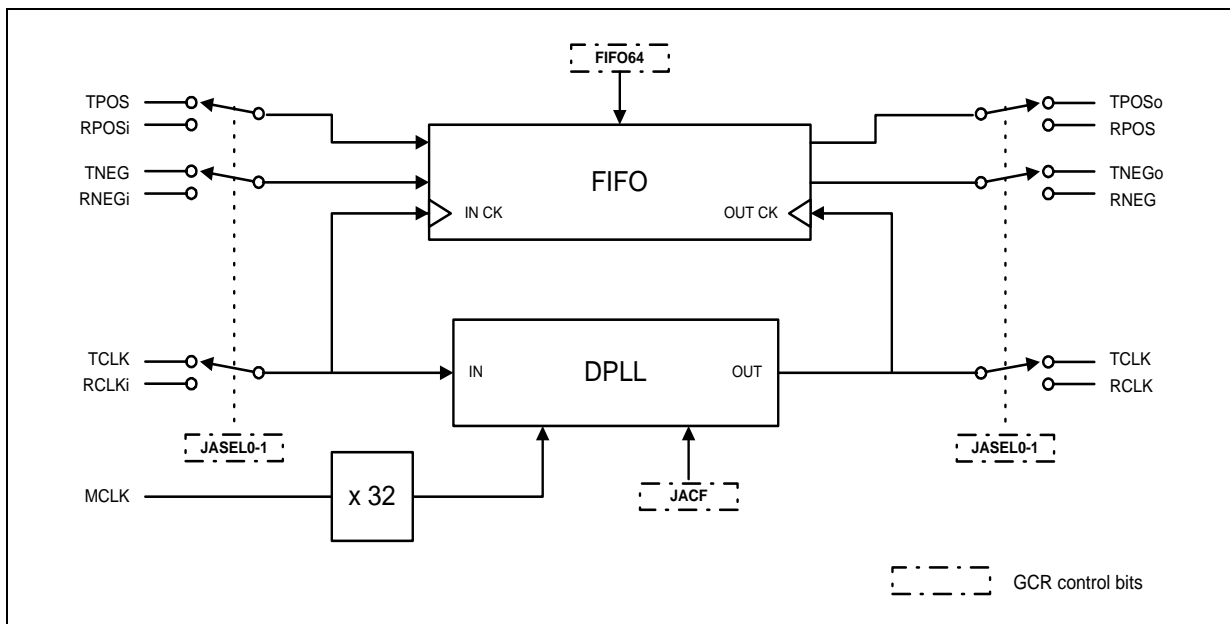 FIFO64
TPOS
RPOSi
TNEG
RNEGi
FIFO
IN CK
OUT CK
TPOSo
RPOS
TNEGo
RNEG
TCLK
RCLKi
IN
DPLL
OUT
TCLK
RCLK
JASEL0-1
JASEL0-1
MCLK
x 32
JACF
GCR control bits